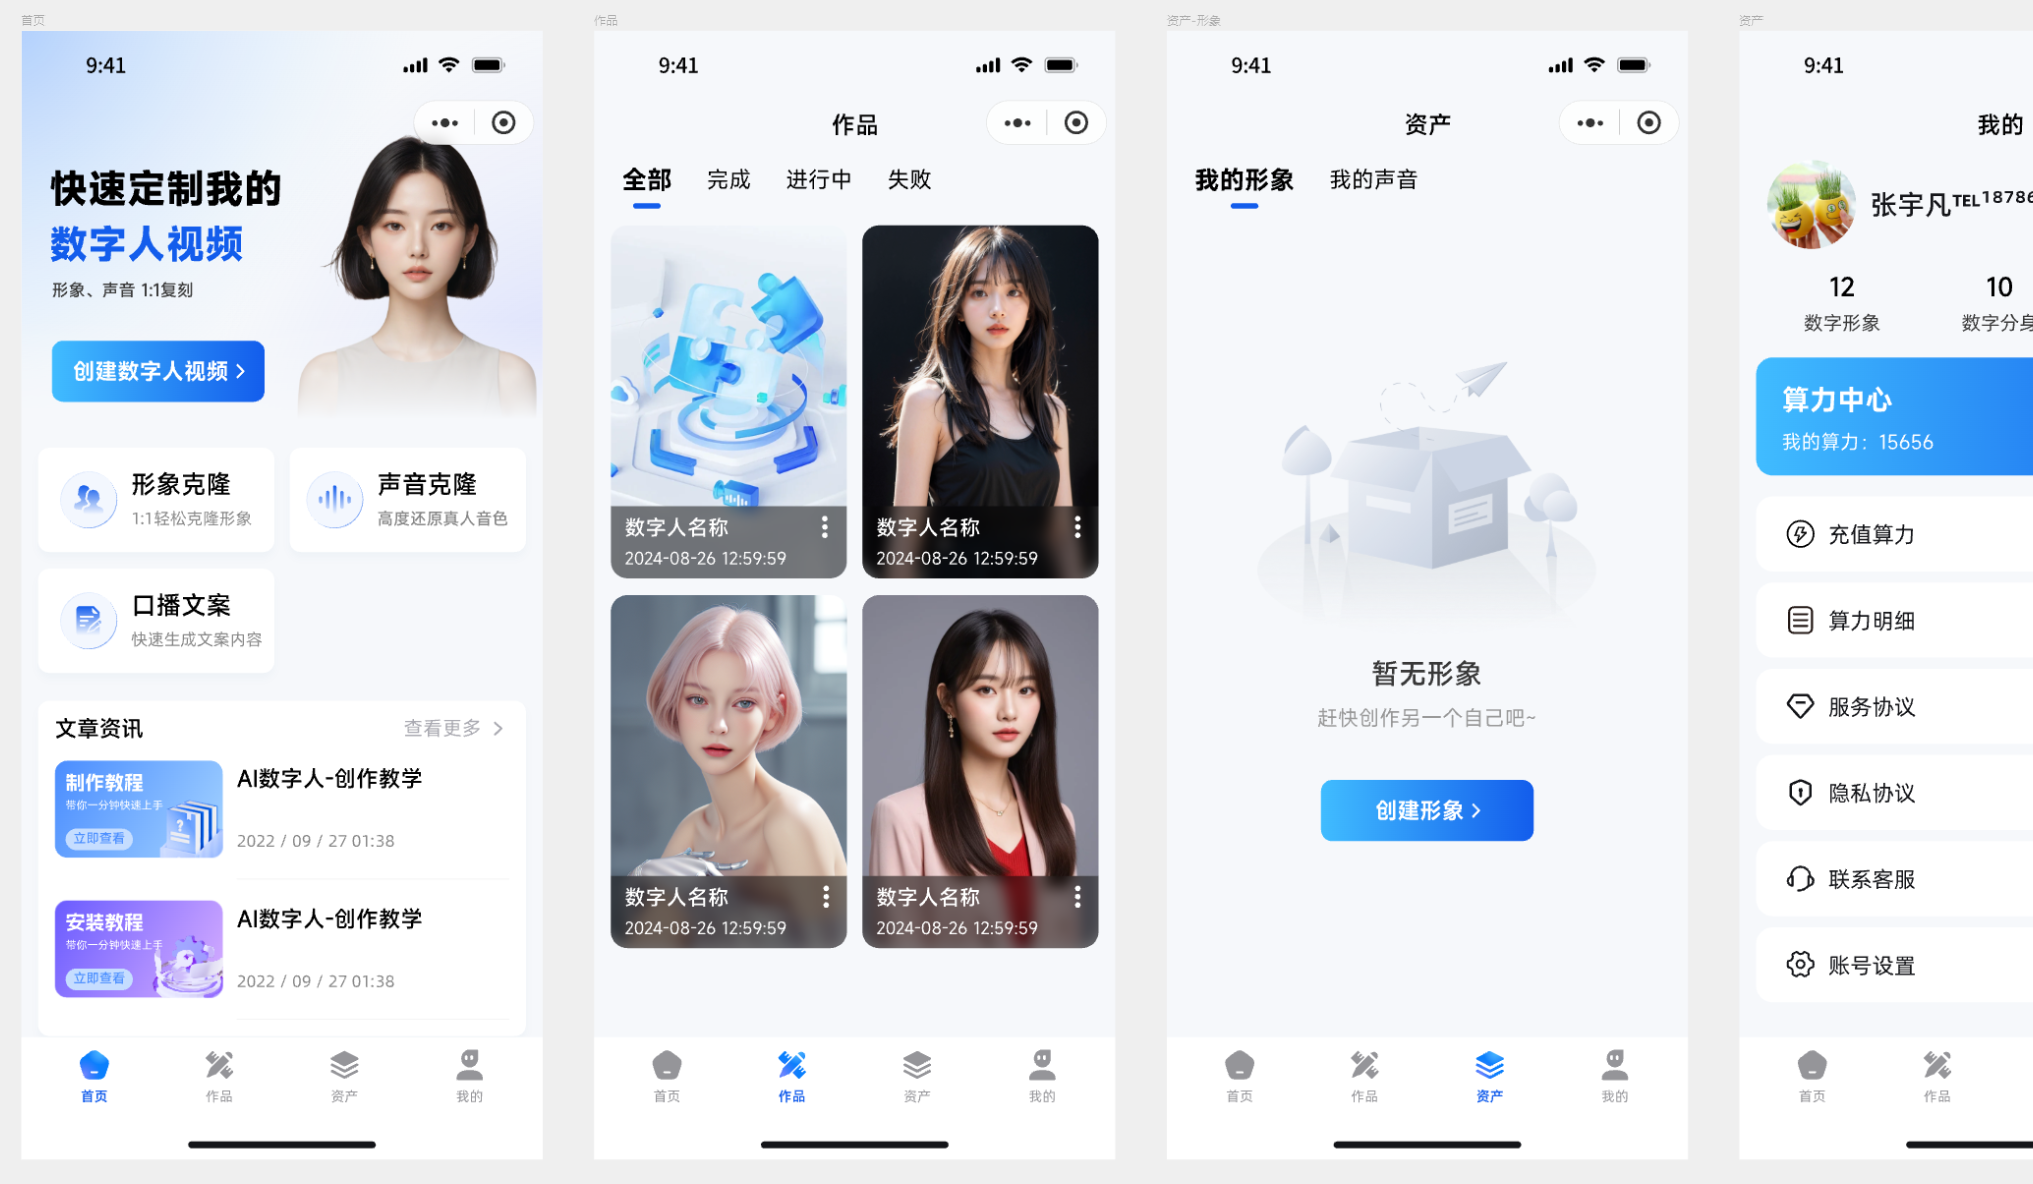 首页
9:41
快速定制我的
数字人视频
形象、声音 1:1复刻
创建数字人视频
形象克隆
1:1轻松克隆形象
声音克隆
高度还原真人音色
口播文案
快速生成文案内容
文章资讯
查看更多
制作教程
带你一分钟快速上手
立即查看
AI数字人-创作教学
2022 / 09 / 27 01:38
安装教程
带你一分钟快速上手
立即查看
AI数字人-创作教学
2022 / 09 / 27 01:38
首页
作品
资产
我的
作品
9:41
作品
全部
完成
进行中
失败
数字人名称
2024-08-26 12:59:59
数字人名称
2024-08-26 12:59:59
数字人名称
2024-08-26 12:59:59
数字人名称
2024-08-26 12:59:59
首页
作品
资产
我的
资产-形象
9:41
资产
我的形象
我的声音
暂无形象
赶快创作另一个自己吧~
创建形象
首页
作品
资产
我的
资产
9:41
我的
张宇凡TEL18786
12
数字形象
10
数字分身
算力中心
我的算力：15656
充值算力
算力明细
服务协议
隐私协议
联系客服
账号设置
首页
作品